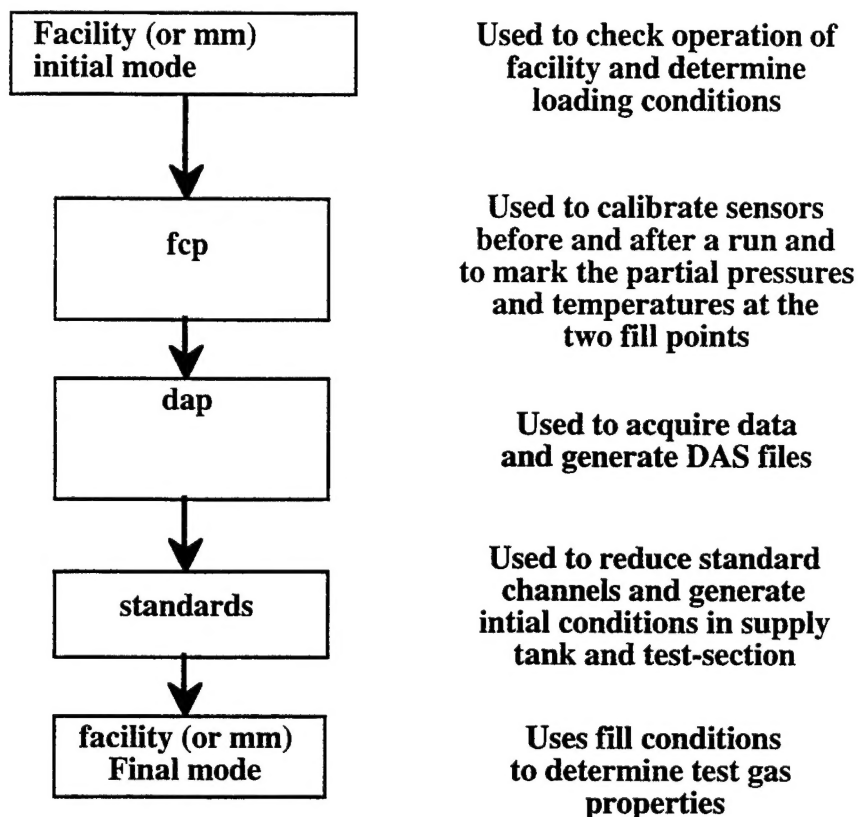 Facility (or mm)
initial mode
Used to check operation of
facility and determine
loading conditions
fcp
Used to calibrate sensors
before and after a run and
to mark the partial pressures
and temperatures at the
two fill points
dap
Used to acquire data
and generate DAS files
standards
Used to reduce standard
channels and generate
intial conditions in supply
tank and test-section
facility (or mm)
Final mode
Uses fill conditions
to determine test gas
properties